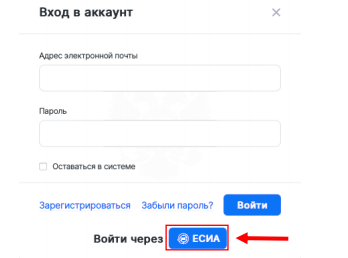 Вход в аккаунт
Адрес электронной почты
Пароль
Оставаться в системе
Зарегистрироваться Забыли пароль? Войти
Войти через ЕСИА